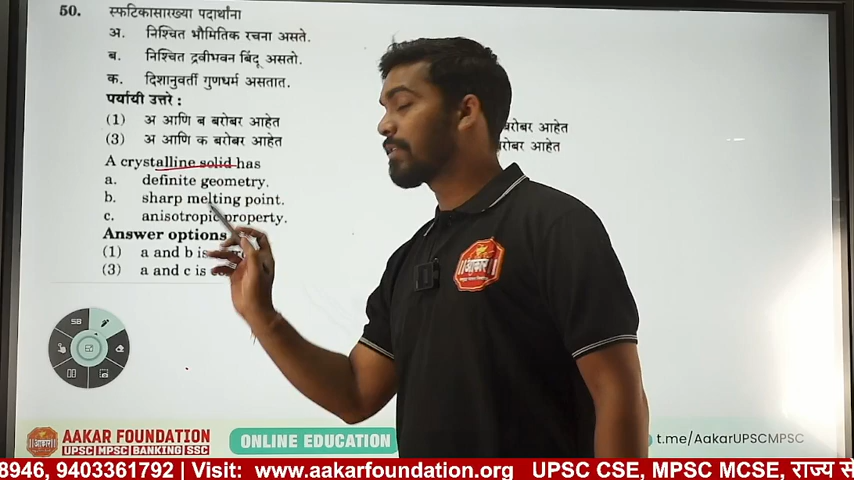 50. स्फटिकासारख्या पदार्थांना
अ. निश्चित भौमितिक रचना असते.
ब. निश्चित द्रवीभवन बिंदू असतो.
क. दिशानुवर्ती गुणधर्म असतात.
पर्यायी उत्तरे :
(1) अ आणि ब बरोबर आहेत
बरोबर आहेत
(3) अ आणि क बरोबर आहेत
बरोबर आहेत
A crystalline solid has
a. definite geometry.
b. sharp melting point.
c. anisotropic property.
Answer options
(1) a and b is
(3) a and c is
SB
||आकार||
||आकार||
AAKAR FOUNDATION
UPSC MPSC BANKING SSC
ONLINE EDUCATION
t.me/AakarUPSCMPSC
8946, 9403361792 | Visit: www.aakarfoundation.org UPSC CSE, MPSC MCSE, राज्य से